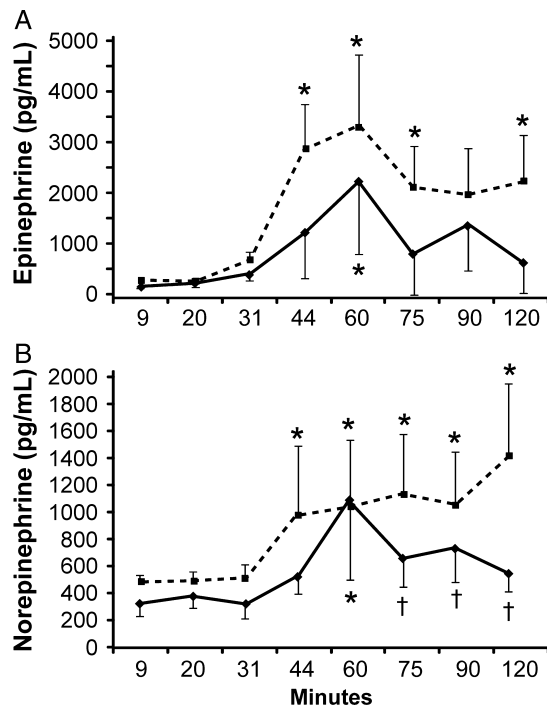 A
Epinephrine (pg/mL)
5000
4000
3000
2000
1000
0
* * * *
*
9 20 31 44 60 75 90 120
B
Norepinephrine (pg/mL)
2000
1800
1600
1400
1200
1000
800
600
400
200
0
* * * * *
* † † †
9 20 31 44 60 75 90 120
Minutes